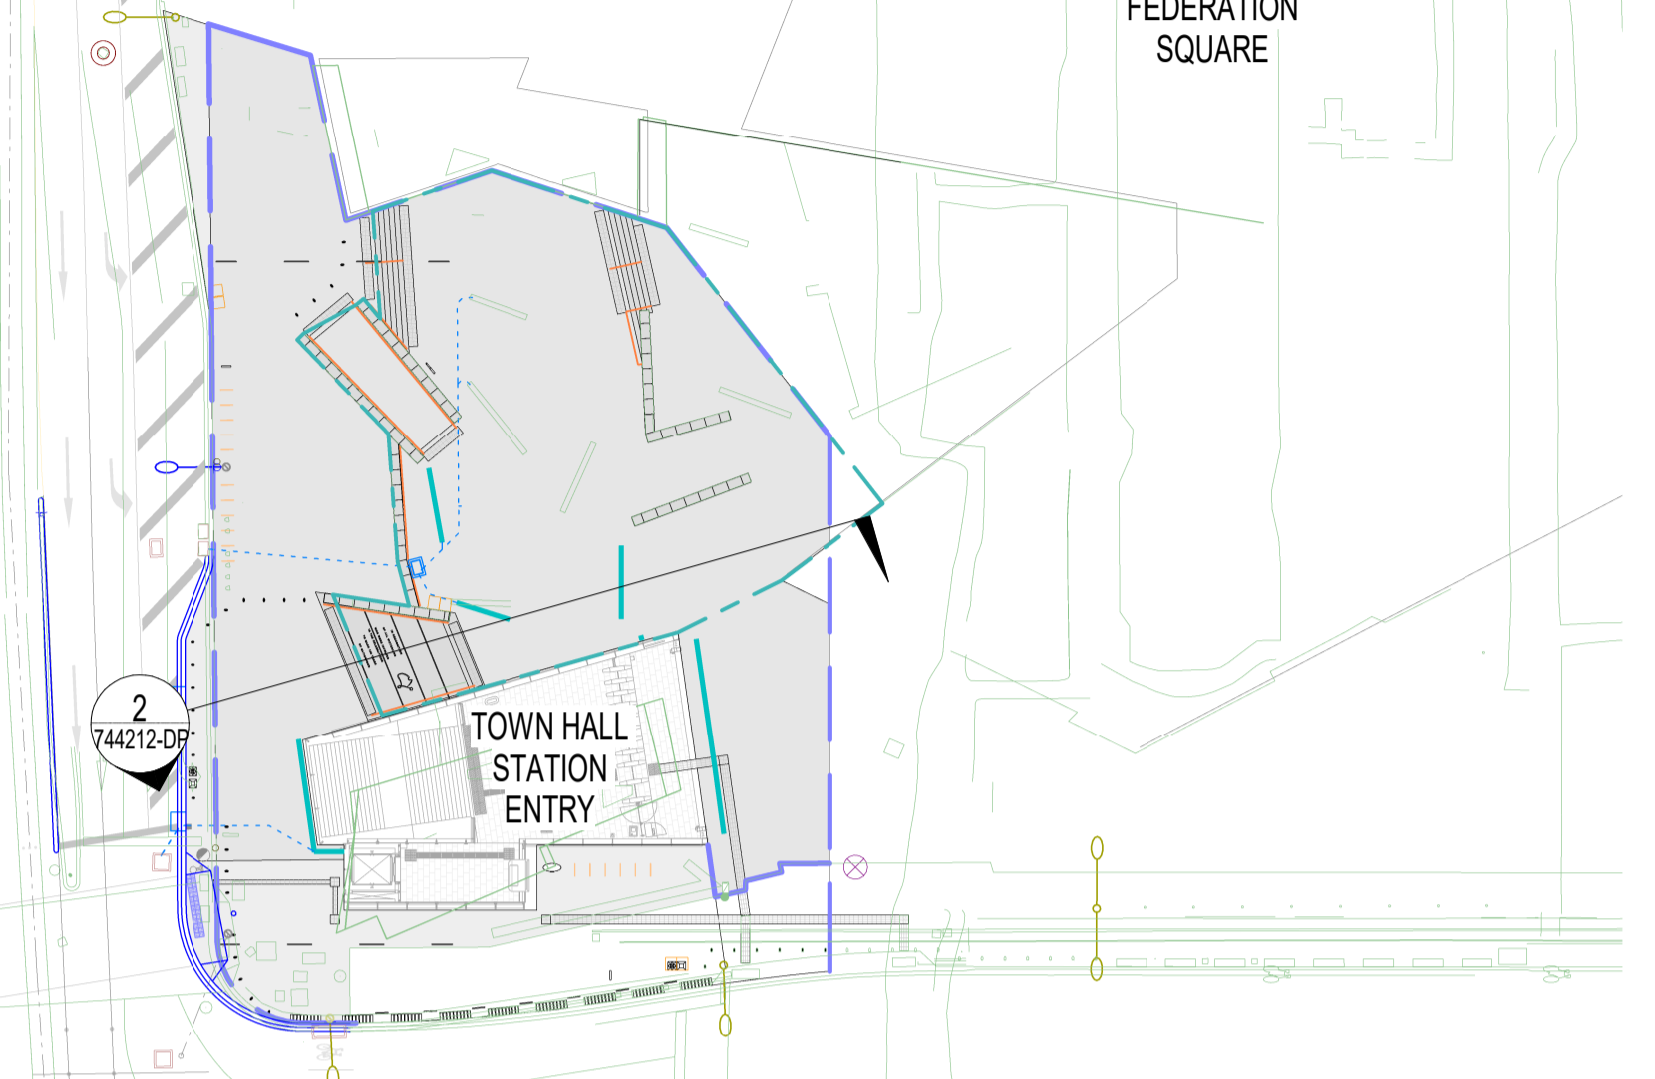 FEDERATION
SQUARE
2
744212-DP
TOWN HALL
STATION
ENTRY